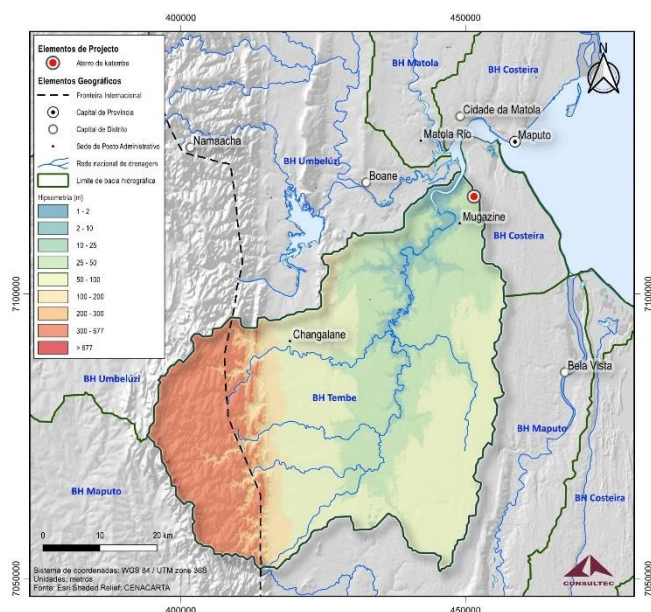 400000
450000
Elementos de Projecto
Aterro de katembe
Elementos Geográficos
Fronteira Internacional
Capital da Província
Capital de Distrito
Sede de Posto Administrativo
Rede nacional de drenagem
Limite de bacia hidrográfica
Hipsometria (m)
1 - 2
2 - 10
10 - 25
25 - 50
50 - 100
100 - 200
200 - 300
300 - 677
> 677
N
BH Matola
BH Costeira
Cidade da Matola
Matola Rio
Maputo
Namaacha
BH Umbelúzi
Boane
Mugazine
BH Costeira
7100000
7100000
Changalane
BH Umbelúzi
BH Tembe
Bela Vista
BH Maputo
BH Maputo
BH Costeira
0 10 20 km
Sistema de coordenadas: WGS 84 / UTM zone 36S
Unidades: metros
Fonte: Esri Shaded Relief; CENACARTA
CONSULTEC
7050000
7050000
400000
450000